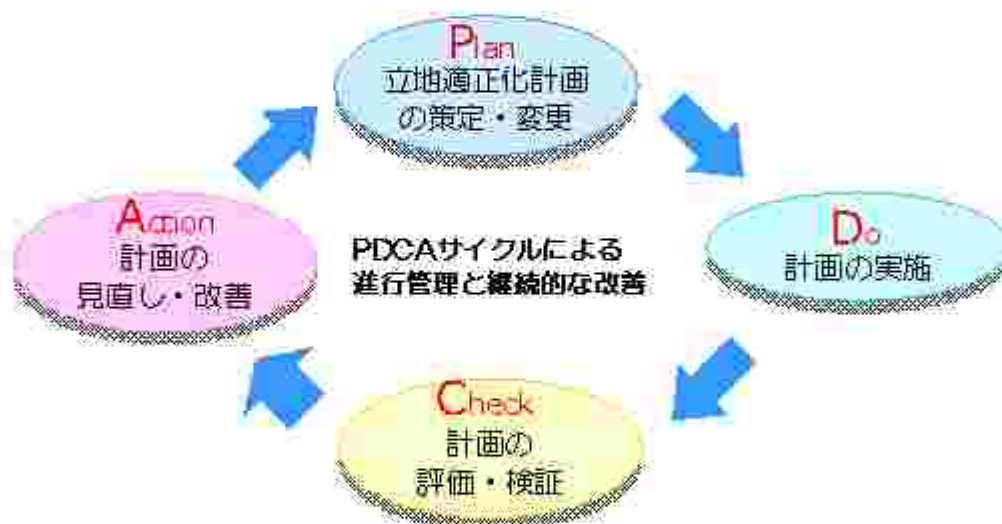 Plan
立地適正化計画
の策定・変更
Action
計画の
見直し・改善
PDCAサイクルによる
進行管理と継続的な改善
Do
計画の実施
Check
計画の
評価・検証